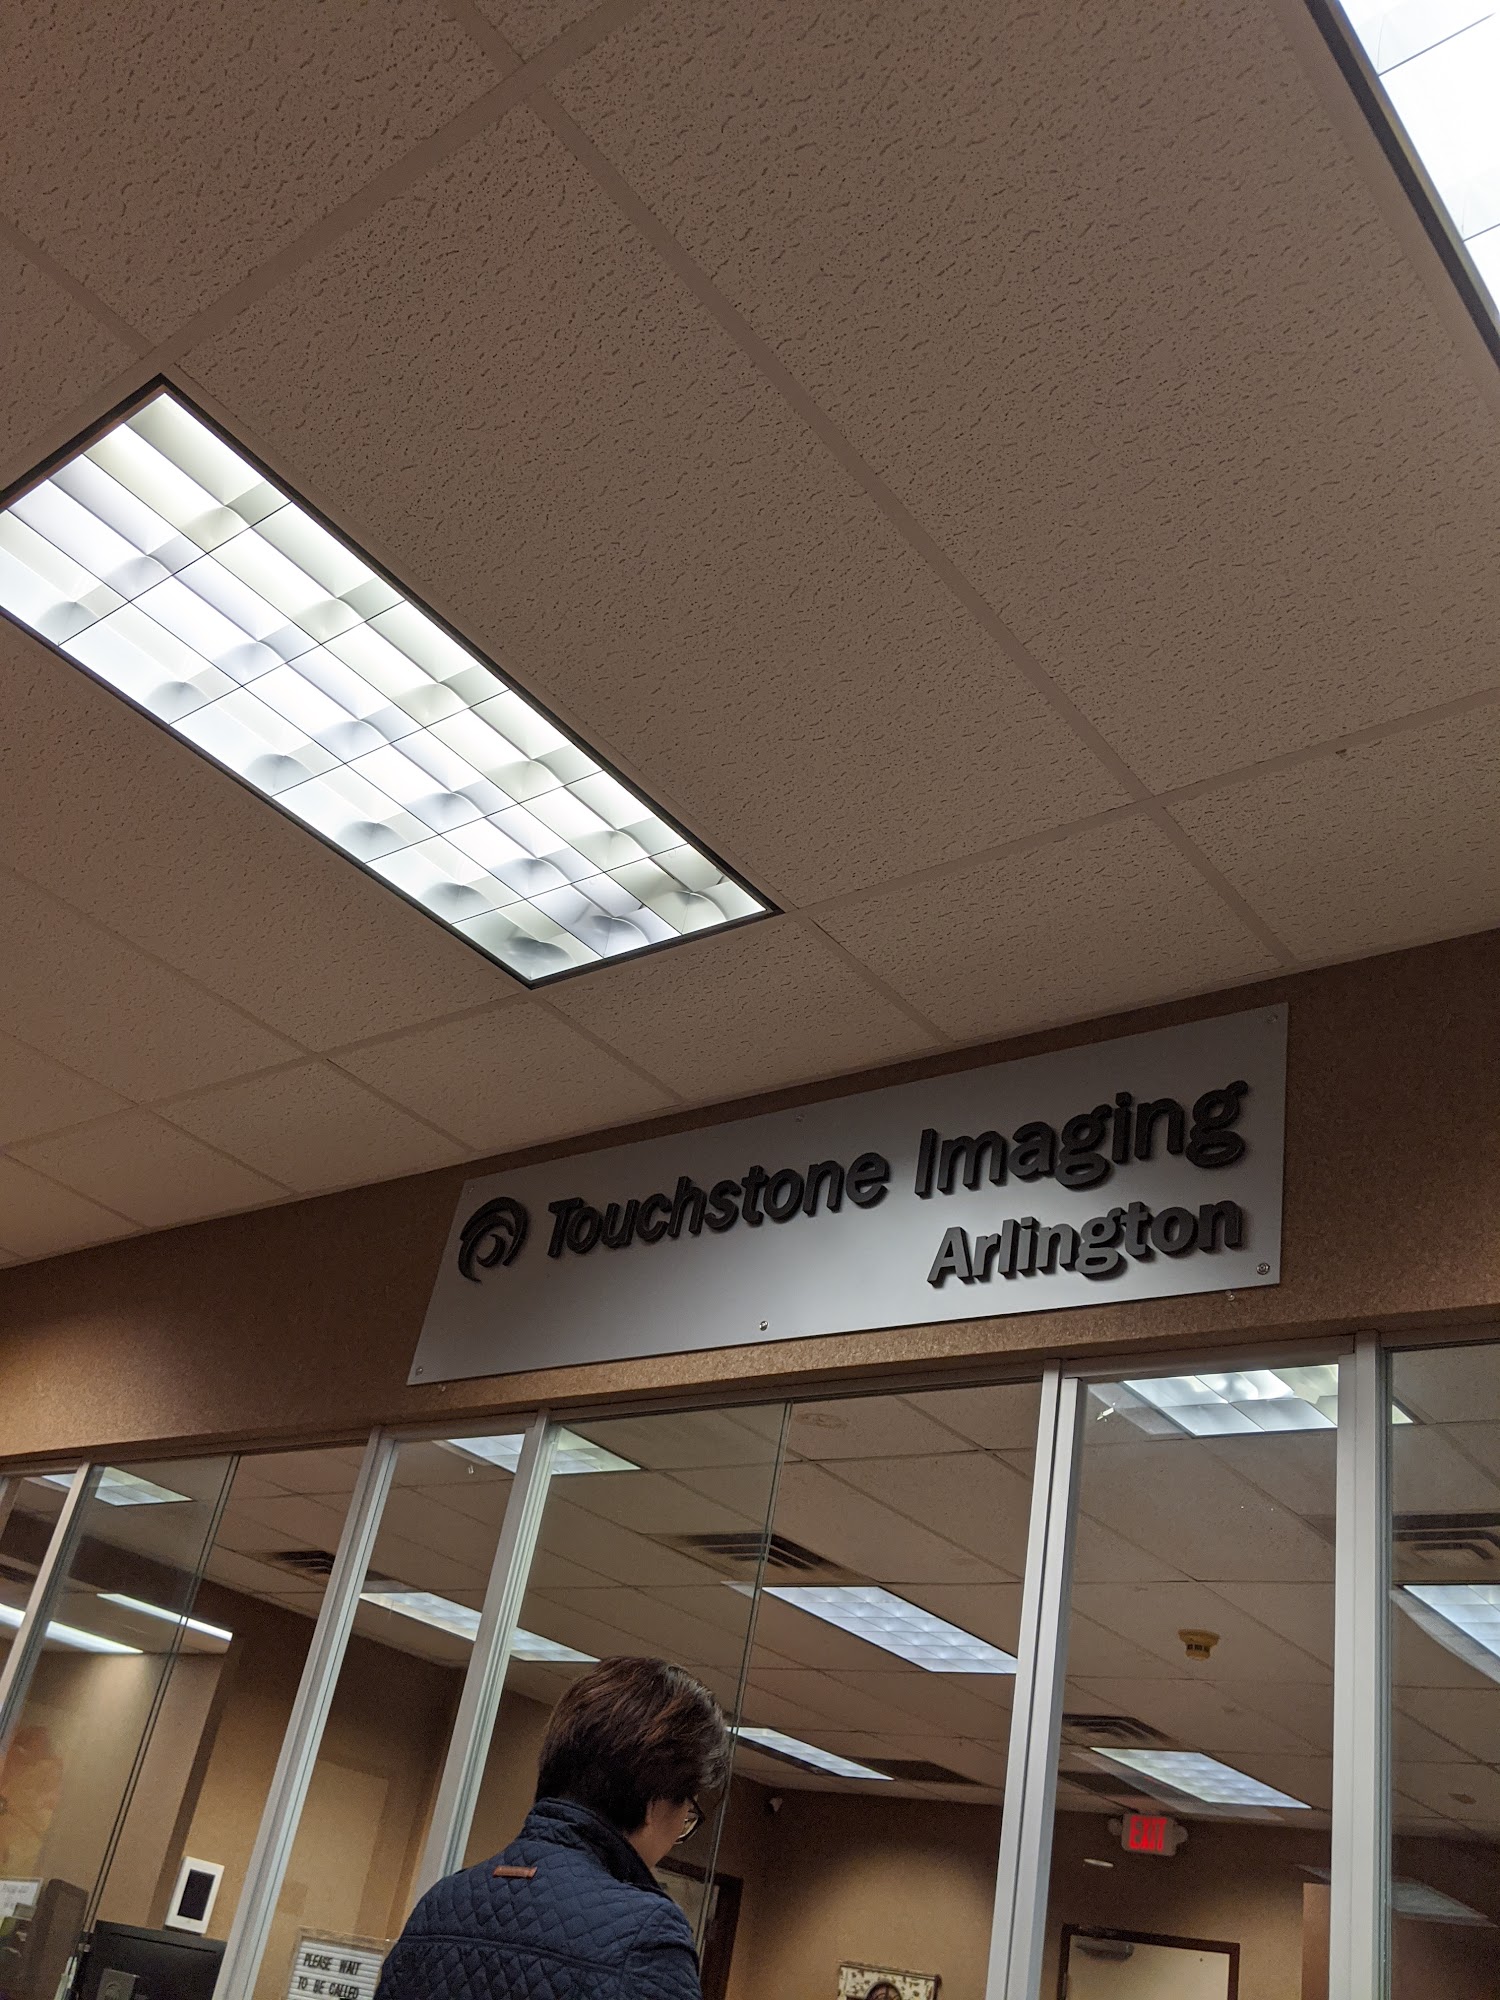 Touchstone Imaging
Arlington
EXIT
PLEASE WAIT
TO BE CALLED